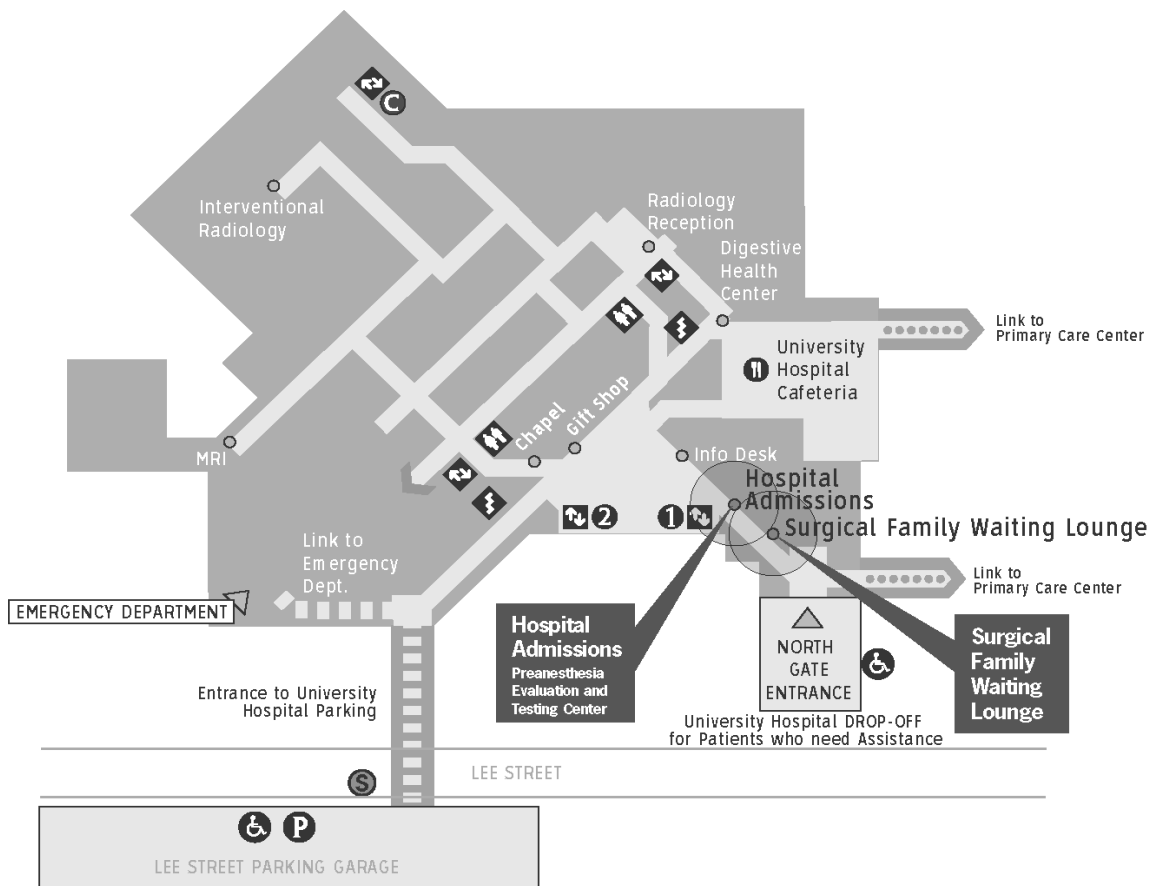 C
Interventional
Radiology
Radiology
Reception
Digestive
Health
Center
Link to
Primary Care Center
University
Hospital
Cafeteria
Chapel
Gift Shop
MRI
Info Desk
Hospital
Admissions
Surgical Family Waiting Lounge
2
1
Link to
Emergency
Dept.
EMERGENCY DEPARTMENT
Link to
Primary Care Center
Hospital
Admissions
Preanesthesia
Evaluation and
Testing Center
NORTH
GATE
ENTRANCE
Surgical
Family
Waiting
Lounge
Entrance to University
Hospital Parking
University Hospital DROP-OFF
for Patients who need Assistance
LEE STREET
S
P
LEE STREET PARKING GARAGE